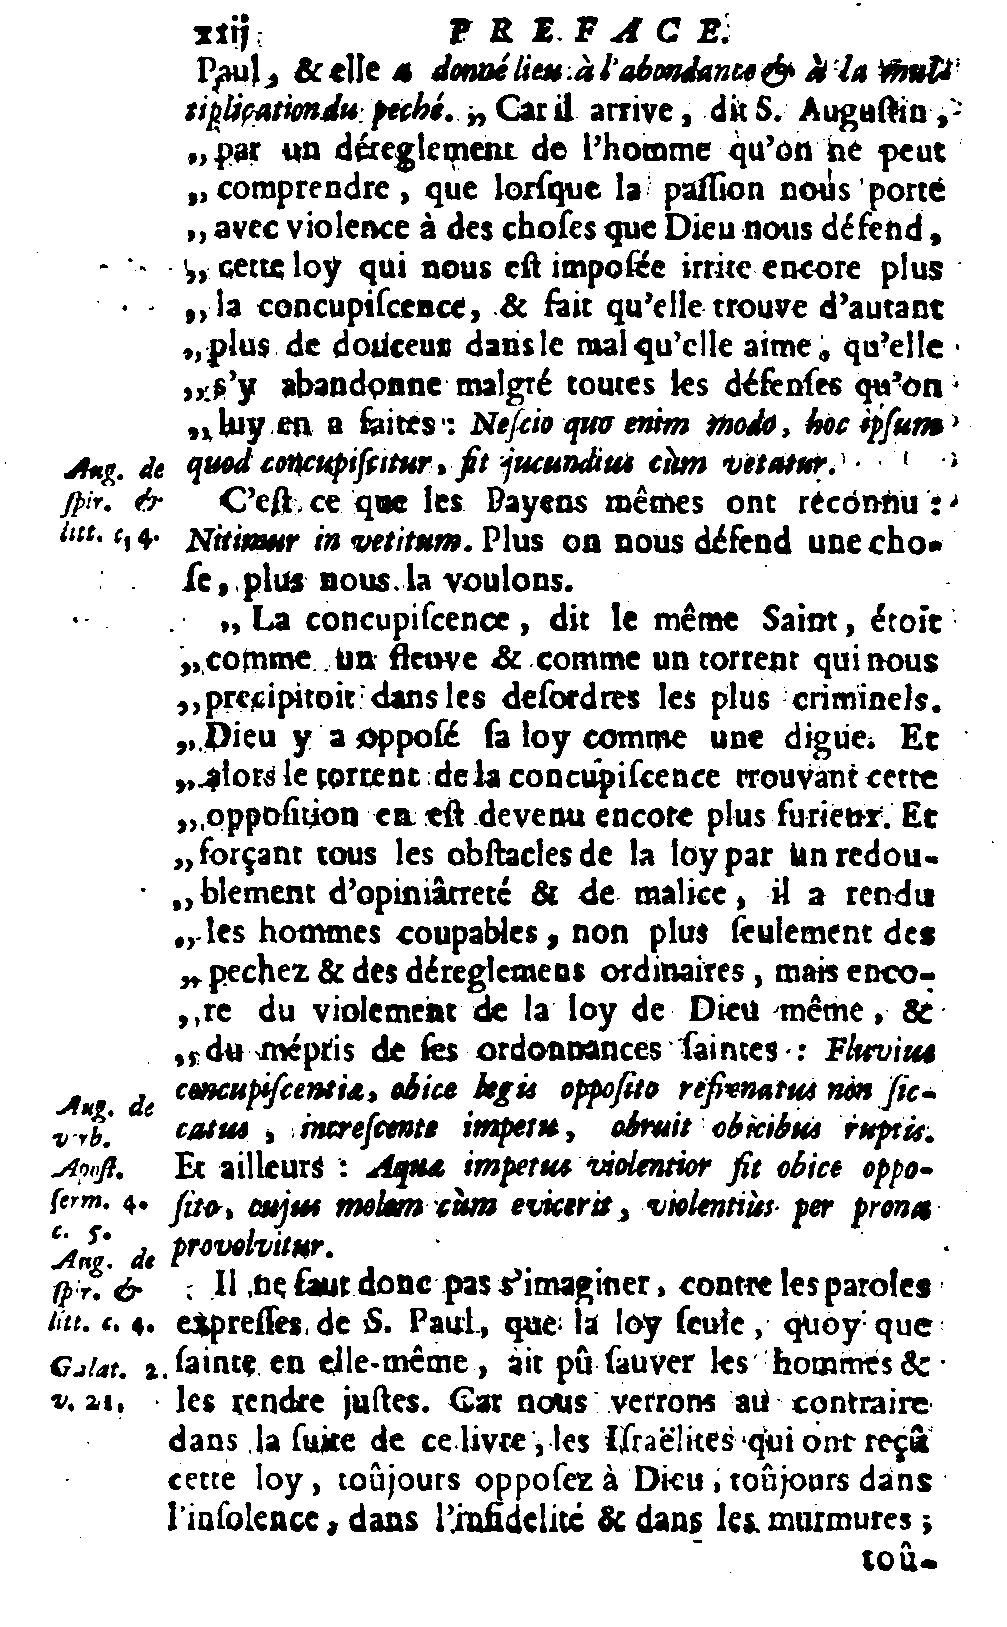 xiij PREFACE.
Paul, & elle a donné lieu à l'abondance & à la mul-
tiplication du peché. „ Car il arrive, dit S. Augustin,
„ par un déreglement de l'homme qu'on ne peut
„ comprendre, que lorsque la passion nous porte
„ avec violence à des choses que Dieu nous défend,
„ cette loy qui nous est imposée irrite encore plus
„ la concupiscence, & fait qu'elle trouve d'autant
„ plus de douceur dans le mal qu'elle aime, qu'elle
„ s'y abandonne malgré toutes les défenses qu'on
„ luy en a faites : Nescio quo enim modo, hoc ipsum
Aug. de quod concupiscitur, fit jucundius cùm vetatur.
spir. & C'est ce que les Payens mêmes ont reconnu :
litt. c. 4. Nitimur in vetitum. Plus on nous défend une cho-
se, plus nous la voulons.
„ La concupiscence, dit le même Saint, étoit
„ comme un fleuve & comme un torrent qui nous
„ precipitoit dans les desordres les plus criminels.
„ Dieu y a opposé sa loy comme une digue. Et
„ alors le torrent de la concupiscence trouvant cette
„ opposition en est devenu encore plus furieux. Et
„ forçant tous les obstacles de la loy par un redou-
„ blement d'opiniâtreté & de malice, il a rendu
„ les hommes coupables, non plus seulement des
„ pechez & des déreglemens ordinaires, mais enco-
„ re du violement de la loy de Dieu même, &
„ du mépris de ses ordonnances saintes : Fluvius
concupiscentiæ, obice legis opposito refrenatus non sic-
Aug. de verb. catus, increscente impetu, obruit obicibus ruptis.
Apost. Et ailleurs : Aqua impetus violentior fit obice oppo-
serm. 4. sito, cujus molem cùm evicerit, violentiùs per prona
c. 5. provolvitur.
Aug. de
spir. & Il ne faut donc pas s'imaginer, contre les paroles
litt. c. 4. expresses de S. Paul, que la loy seule, quoy que
Galat. 2. sainte en elle-même, ait pû sauver les hommes &
v. 21. les rendre justes. Car nous verrons au contraire
dans la suite de ce livre, les Israëlites qui ont reçû
cette loy, toûjours opposez à Dieu, toûjours dans
l'insolence, dans l'infidelité & dans les murmures ;
toû-